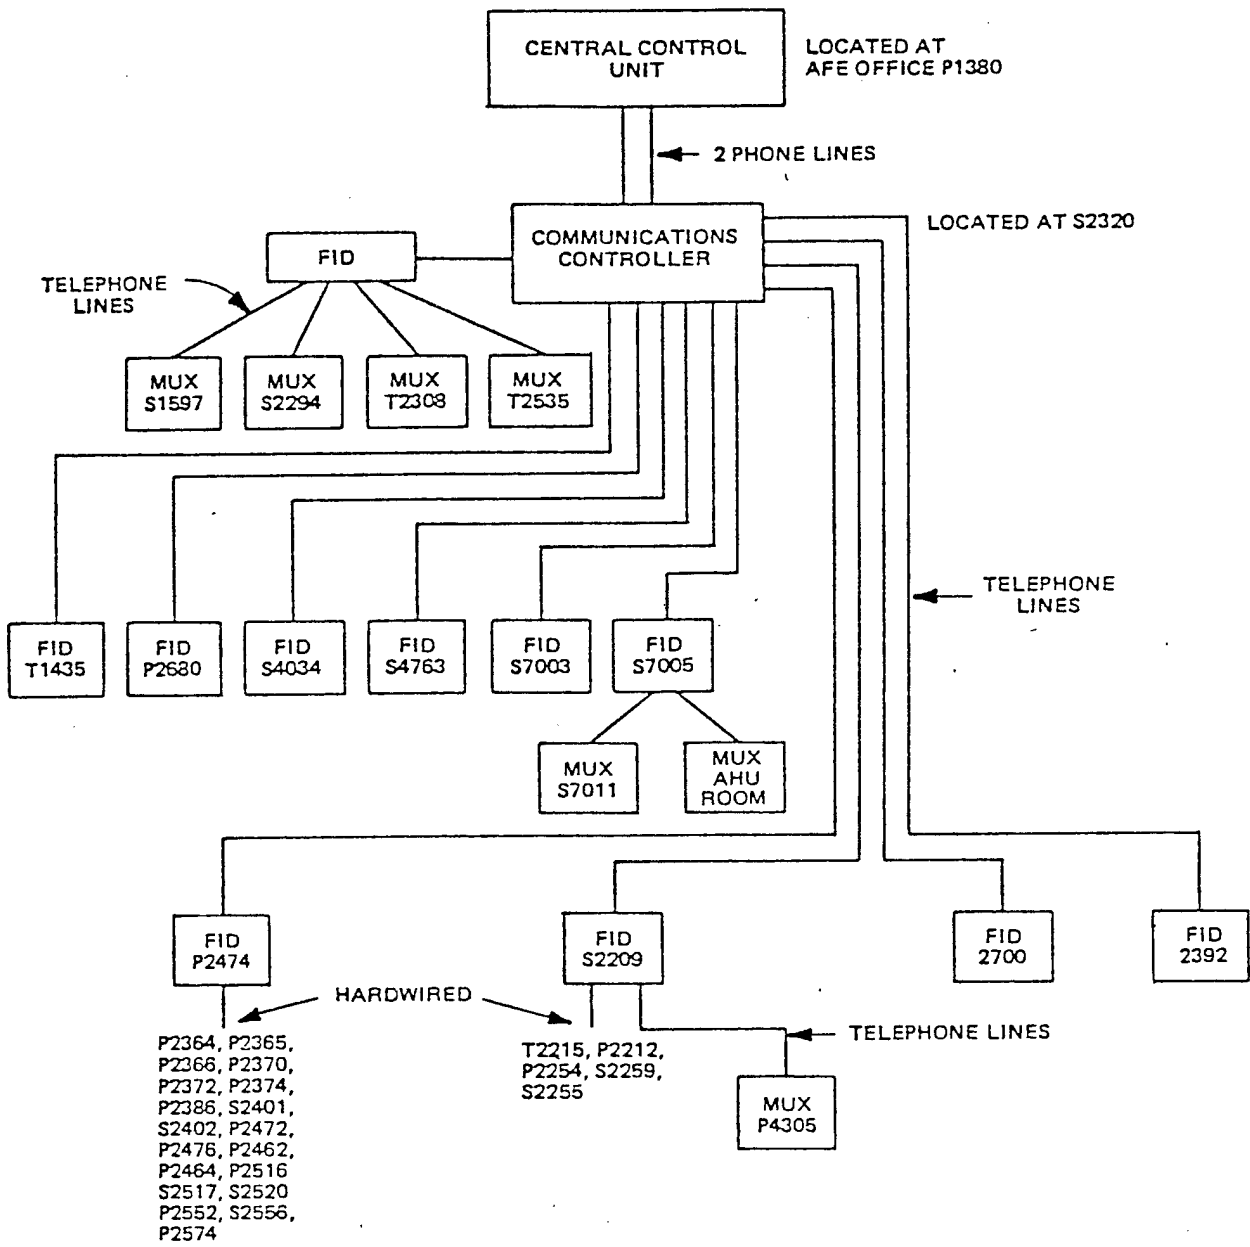 CENTRAL CONTROL
UNIT
LOCATED AT
AFE OFFICE P1380
2 PHONE LINES
COMMUNICATIONS
CONTROLLER
LOCATED AT S2320
FID
TELEPHONE
LINES
MUX
S1597
MUX
S2294
MUX
T2308
MUX
T2535
TELEPHONE
LINES
FID
T1435
FID
P2680
FID
S4034
FID
S4763
FID
S7003
FID
S7005
MUX
S7011
MUX
AHU
ROOM
FID
P2474
FID
S2209
FID
2700
FID
2392
HARDWIRED
TELEPHONE LINES
P2364, P2365,
P2366, P2370,
P2372, P2374,
P2386, S2401,
S2402, P2472,
P2476, P2462,
P2464, P2516
S2517, S2520
P2552, S2556,
P2574
T2215, P2212,
P2254, S2259,
S2255
MUX
P4305